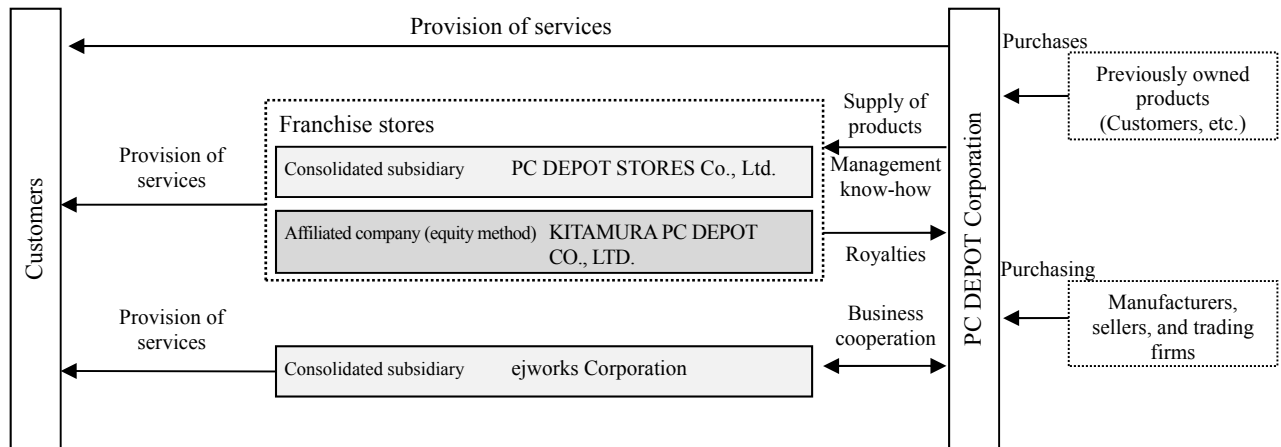 Provision of services
Customers
Provision of
services
Franchise stores
Consolidated subsidiary PC DEPOT STORES Co., Ltd.
Affiliated company (equity method) KITAMURA PC DEPOT
CO., LTD.
Supply of
products
Management
know-how
Royalties
Provision of
services
Consolidated subsidiary ejworks Corporation
Business
cooperation
PC DEPOT Corporation
Purchases
Previously owned
products
(Customers, etc.)
Purchasing
Manufacturers,
sellers, and trading
firms